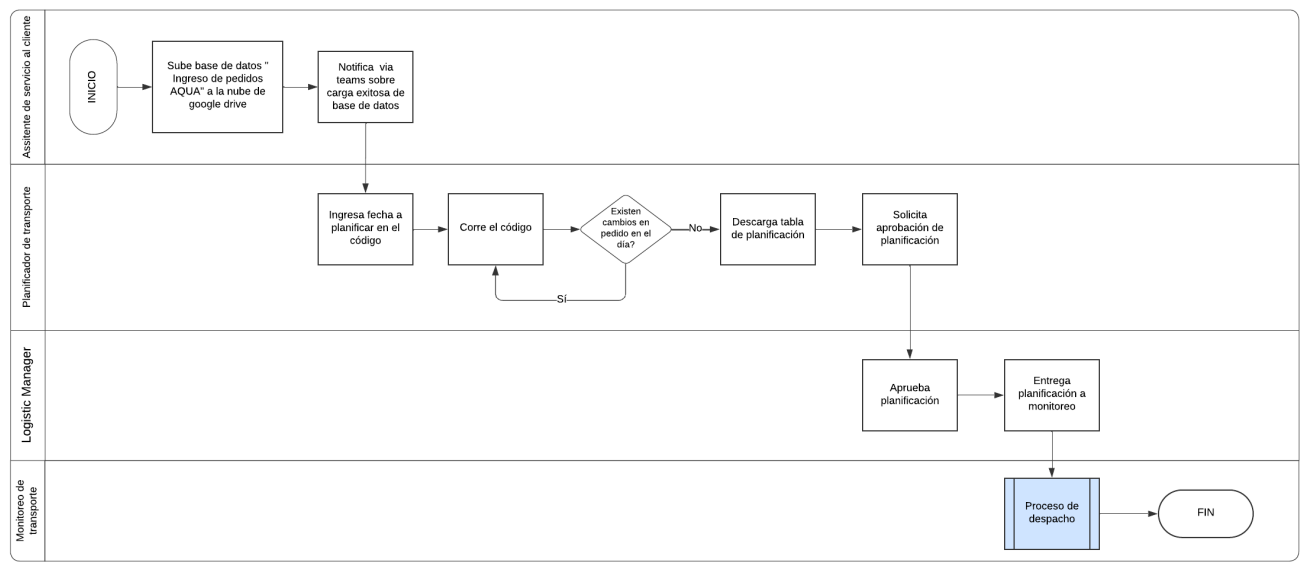 Assitente de servicio al cliente
INICIO
Sube base de datos "
Ingreso de pedidos
AQUA" a la nube de
google drive
Notifica via
teams sobre
carga exitosa de
base de datos
Planificador de transporte
Ingresa fecha a
planificar en el
código
Corre el código
Existen
cambios en
pedido en el
día?
No
Sí
Descarga tabla
de planificación
Solicita
aprobación de
planificación
Logistic Manager
Aprueba
planificación
Entrega
planificación a
monitoreo
Monitoreo de
transporte
Proceso de
despacho
FIN